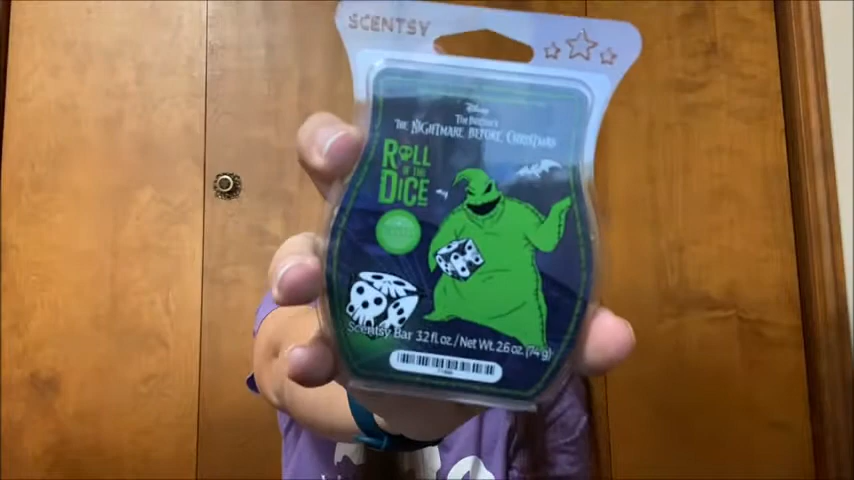 SCENTSY
Disney
Tim Burton's
THE NIGHTMARE BEFORE CHRISTMAS
ROLL
OF THE
DICE
Scentsy Bar 3.2 fl. oz./Net Wt. 2.6 oz. (74 g)